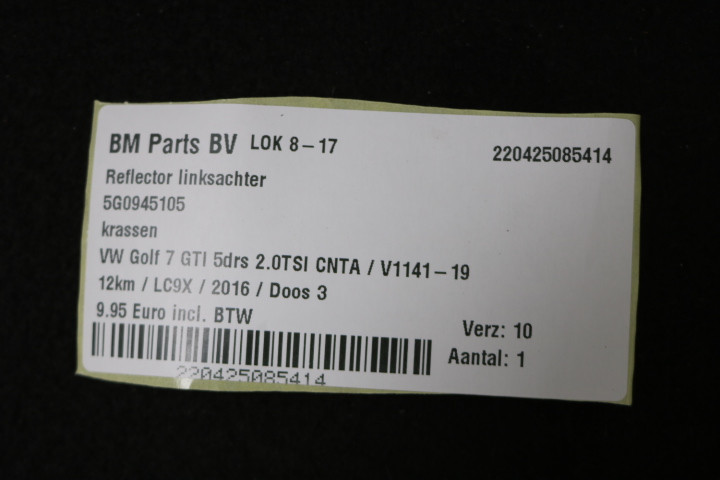 BM Parts BV LOK 8-17 220425085414
Reflector linksachter
5G0945105
krassen
VW Golf 7 GTI 5drs 2.0TSI CNTA / V1141-19
12km / LC9X / 2016 / Doos 3
9.95 Euro incl. BTW
Verz: 10
Aantal: 1
220425085414